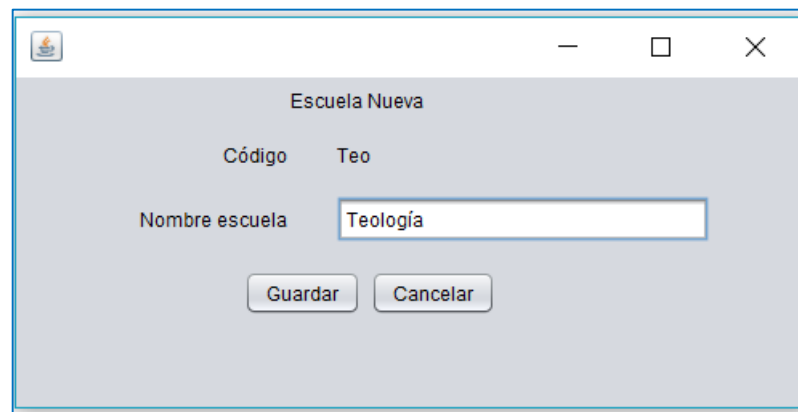 Escuela Nueva
Código Teo
Nombre escuela Teología
Guardar Cancelar